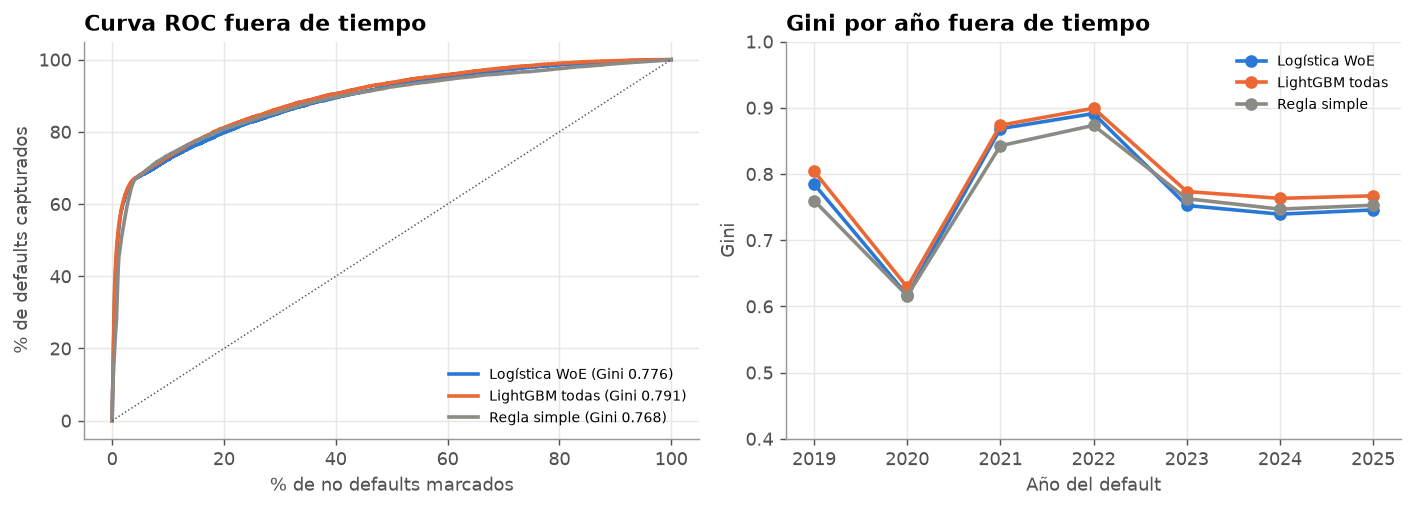 Curva ROC fuera de tiempo
% de defaults capturados
100
80
60
40
20
0
Logística WoE (Gini 0.776)
LightGBM todas (Gini 0.791)
Regla simple (Gini 0.768)
0 20 40 60 80 100
% de no defaults marcados
Gini por año fuera de tiempo
Gini
1.0
0.9
0.8
0.7
0.6
0.5
0.4
Logística WoE
LightGBM todas
Regla simple
2019 2020 2021 2022 2023 2024 2025
Año del default